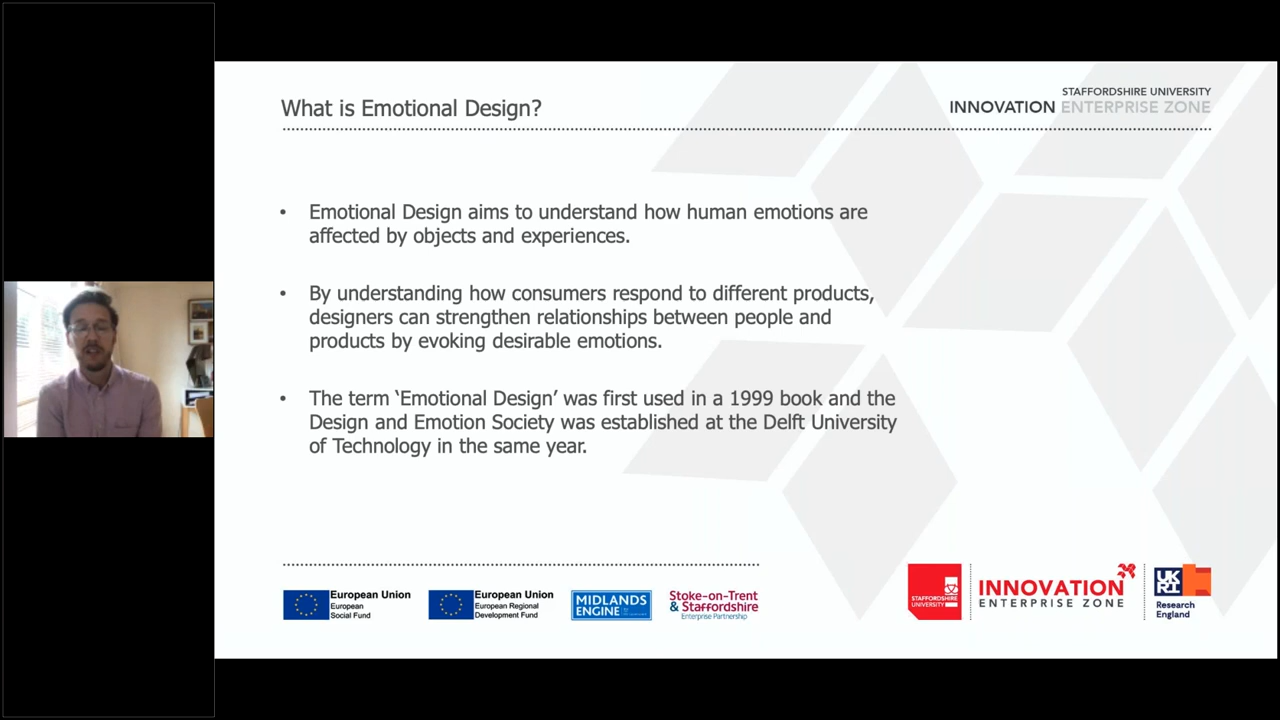 What is Emotional Design?
STAFFORDSHIRE UNIVERSITY
INNOVATION ENTERPRISE ZONE
• Emotional Design aims to understand how human emotions are
affected by objects and experiences.
• By understanding how consumers respond to different products,
designers can strengthen relationships between people and
products by evoking desirable emotions.
• The term ‘Emotional Design’ was first used in a 1999 book and the
Design and Emotion Society was established at the Delft University
of Technology in the same year.
European Union
European
Social Fund
European Union
European Regional
Development Fund
MIDLANDS
ENGINE
Stoke-on-Trent
& Staffordshire
Enterprise Partnership
STAFFORDSHIRE
UNIVERSITY
INNOVATION
ENTERPRISE ZONE
UK
RI
Research
England